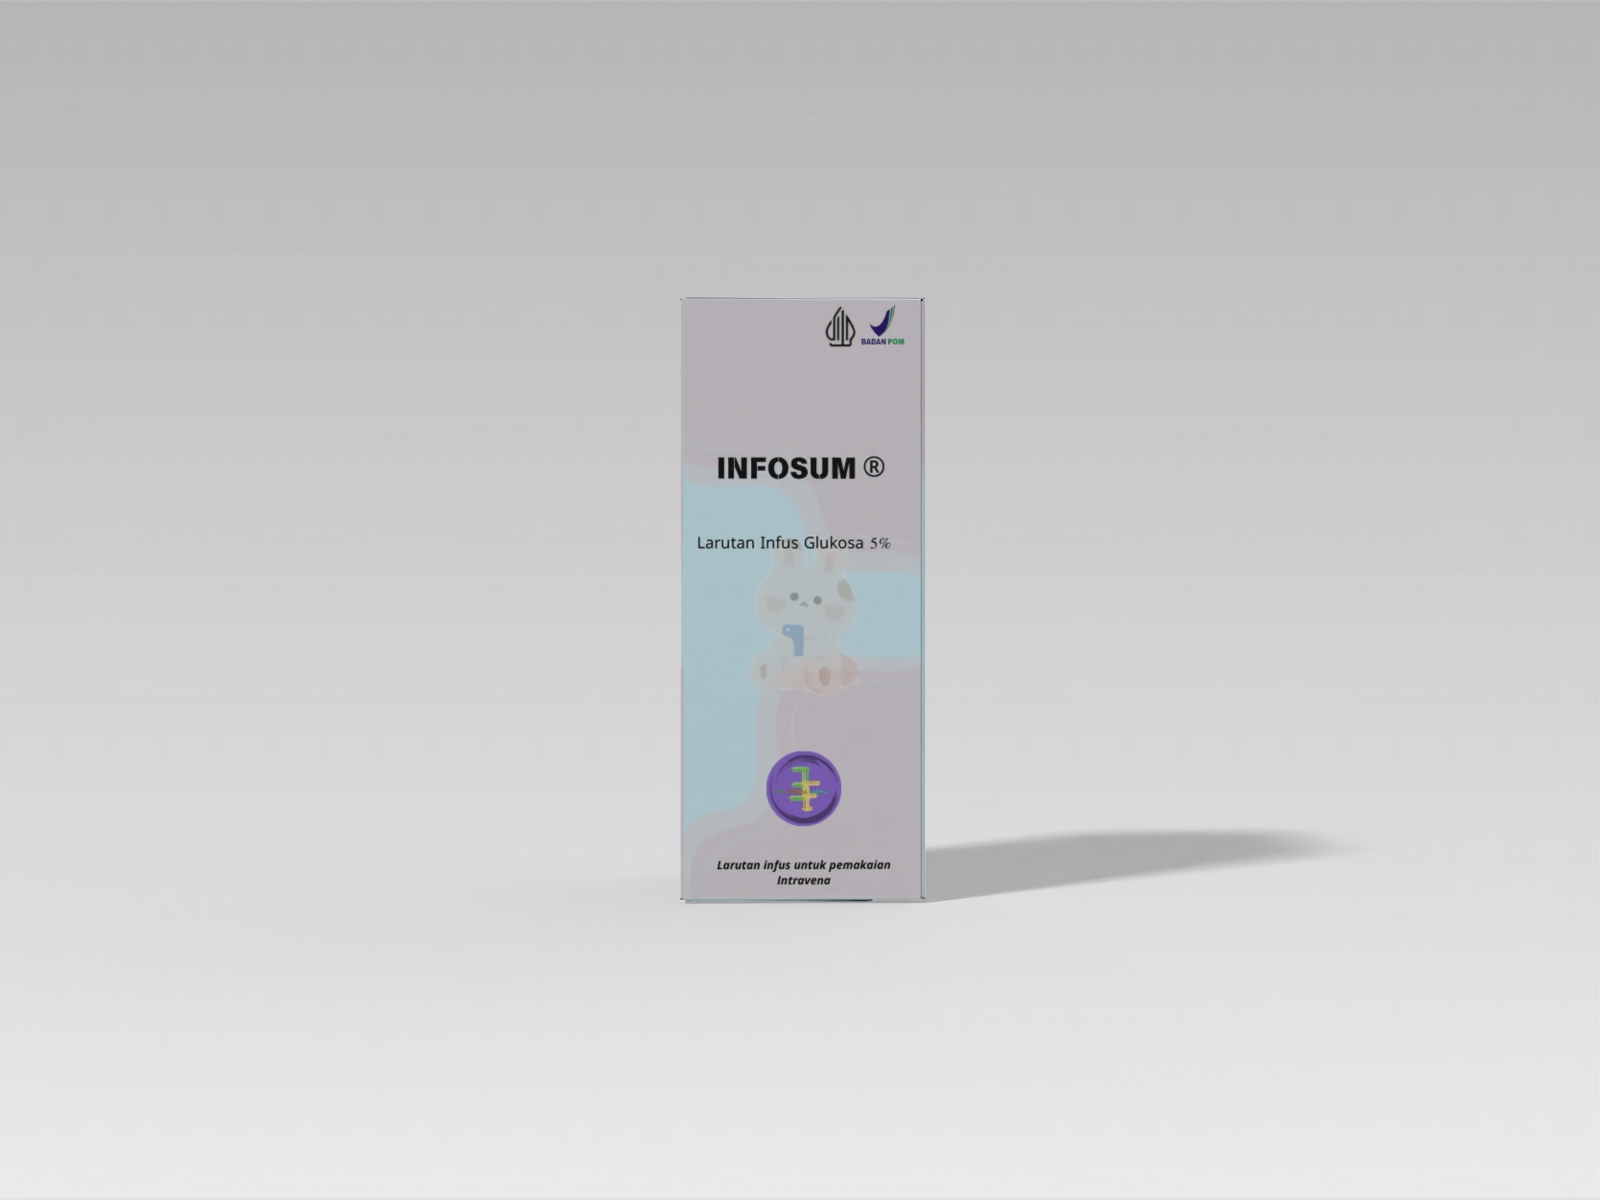 BADAN POM
INFOSUM ®
Larutan Infus Glukosa 5%
Larutan infus untuk pemakaian
Intravena